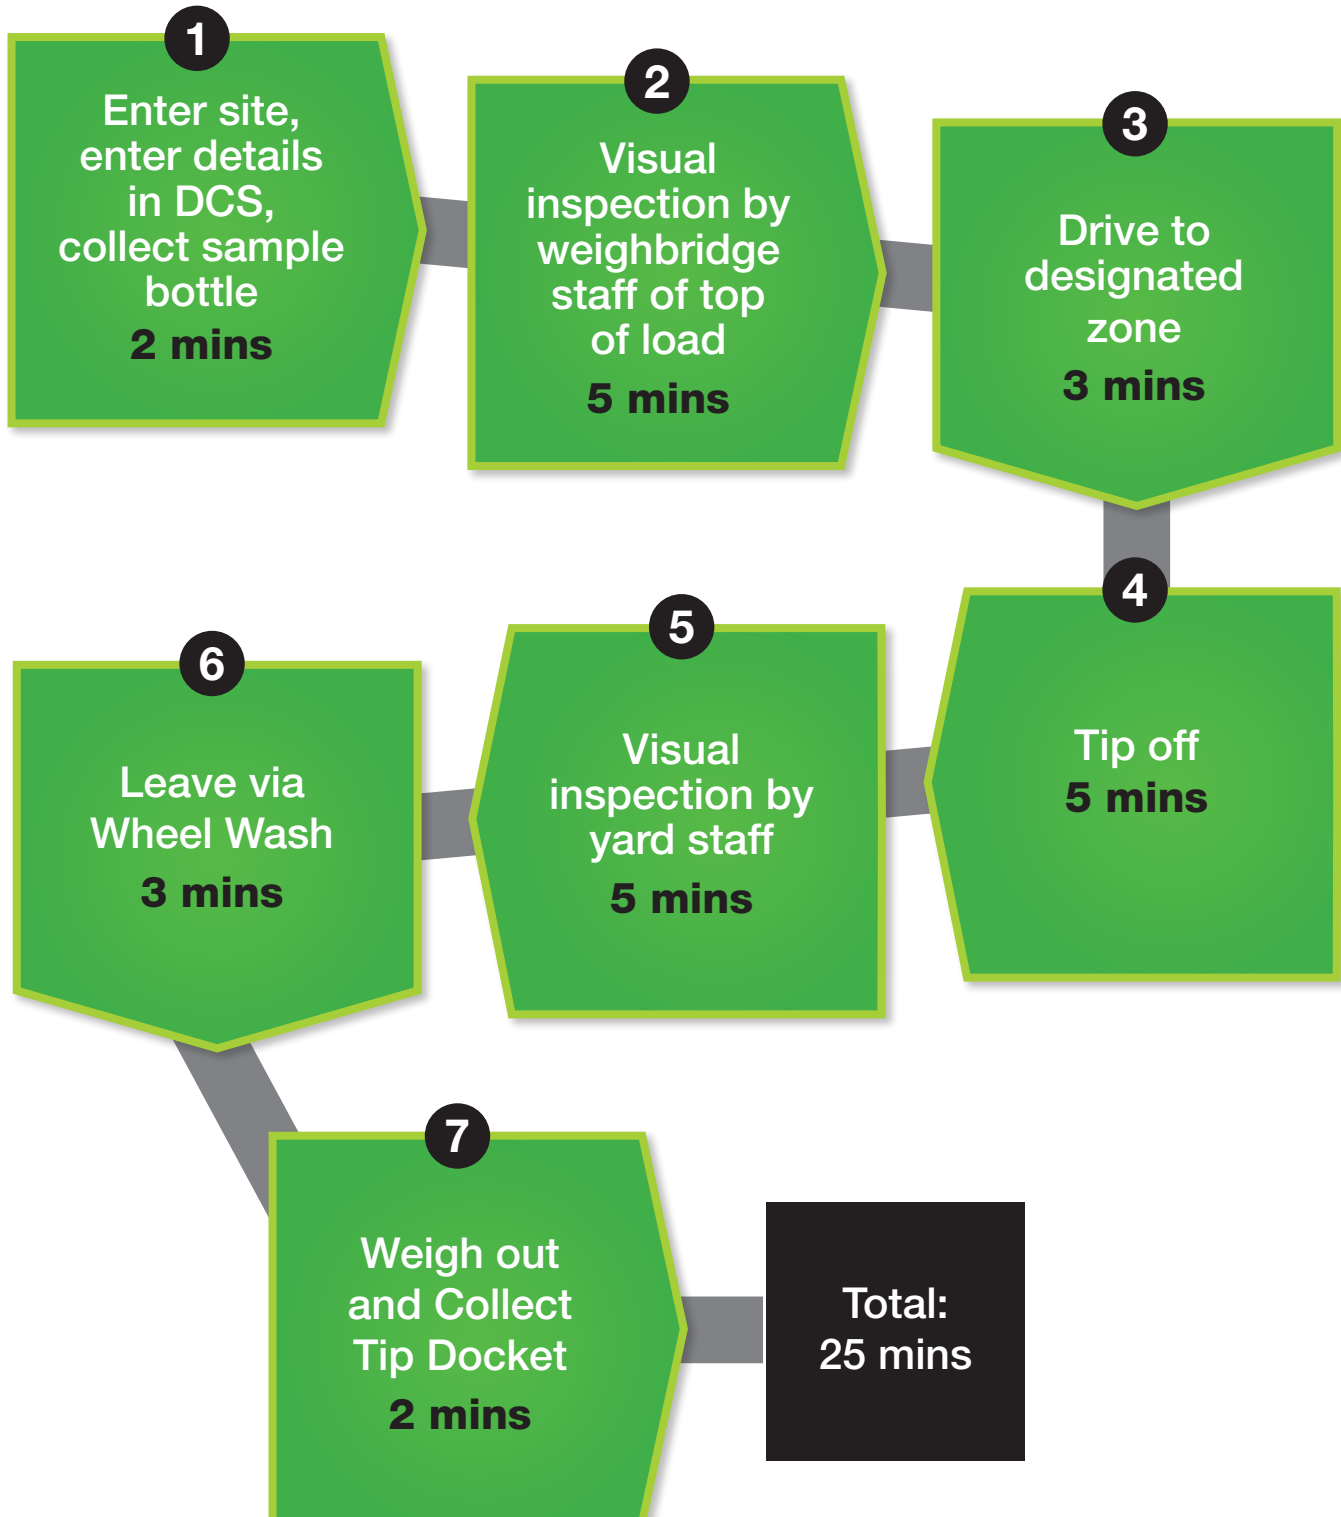 1
Enter site,
enter details
in DCS,
collect sample
bottle
2 mins
2
Visual
inspection by
weighbridge
staff of top
of load
5 mins
3
Drive to
designated
zone
3 mins
4
Tip off
5 mins
5
Visual
inspection by
yard staff
5 mins
6
Leave via
Wheel Wash
3 mins
7
Weigh out
and Collect
Tip Docket
2 mins
Total:
25 mins